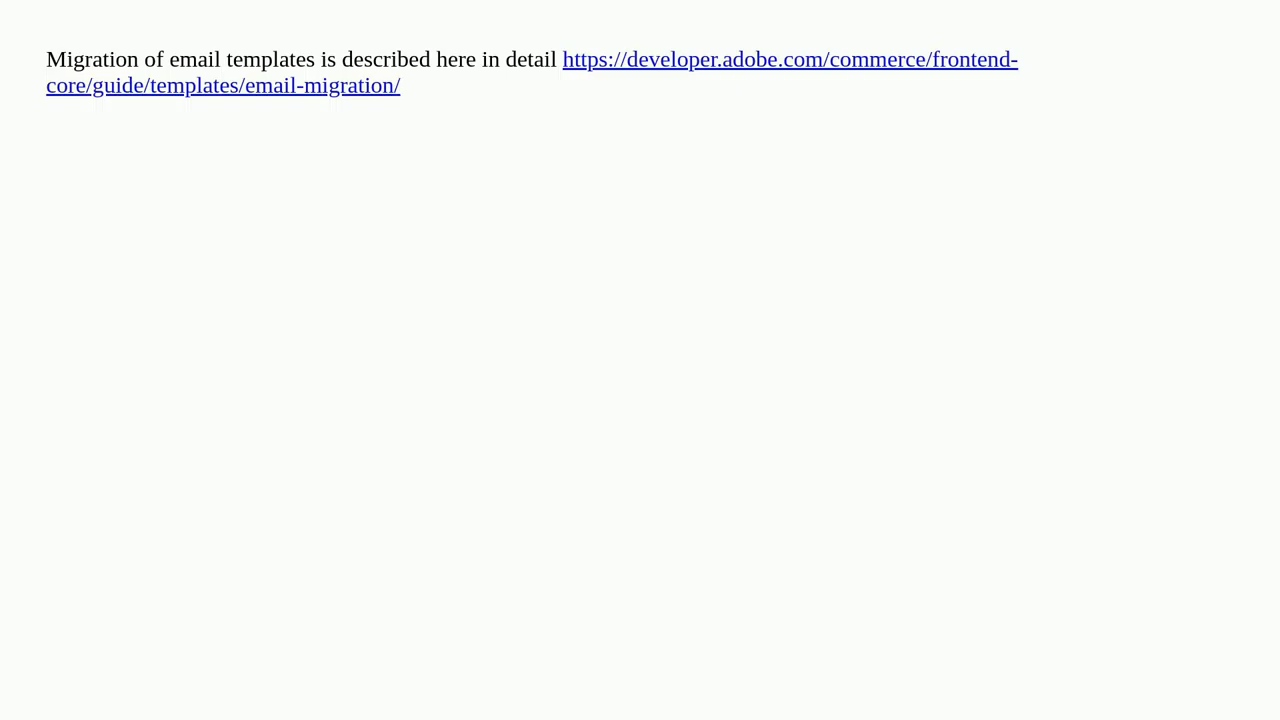 Migration of email templates is described here in detail https://developer.adobe.com/commerce/frontend-
core/guide/templates/email-migration/